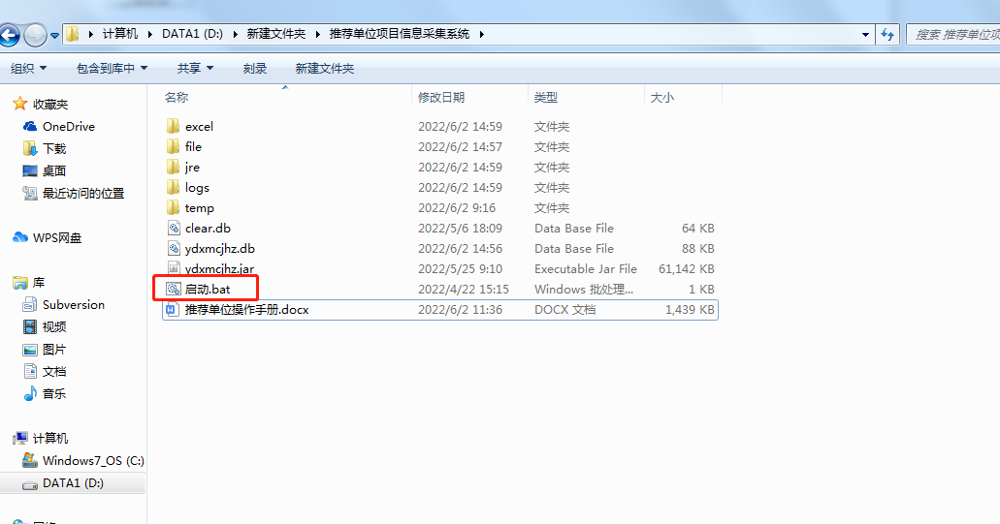 计算机 DATA1 (D:) 新建文件夹 推荐单位项目信息采集系统 搜索 推荐单位项
组织 包含到库中 共享 刻录 新建文件夹
收藏夹
OneDrive
下载
桌面
最近访问的位置
WPS网盘
库
Subversion
视频
图片
文档
音乐
计算机
Windows7_OS (C:)
DATA1 (D:)
名称 修改日期 类型 大小
excel 2022/6/2 14:59 文件夹
file 2022/6/2 14:57 文件夹
jre 2022/6/2 14:59 文件夹
logs 2022/6/2 14:59 文件夹
temp 2022/6/2 9:16 文件夹
clear.db 2022/5/6 18:09 Data Base File 64 KB
ydxmcjhz.db 2022/6/2 14:56 Data Base File 88 KB
ydxmcjhz.jar 2022/5/25 9:10 Executable Jar File 61,142 KB
启动.bat 2022/4/22 15:15 Windows 批处理... 1 KB
推荐单位操作手册.docx 2022/6/2 11:36 DOCX 文档 1,439 KB